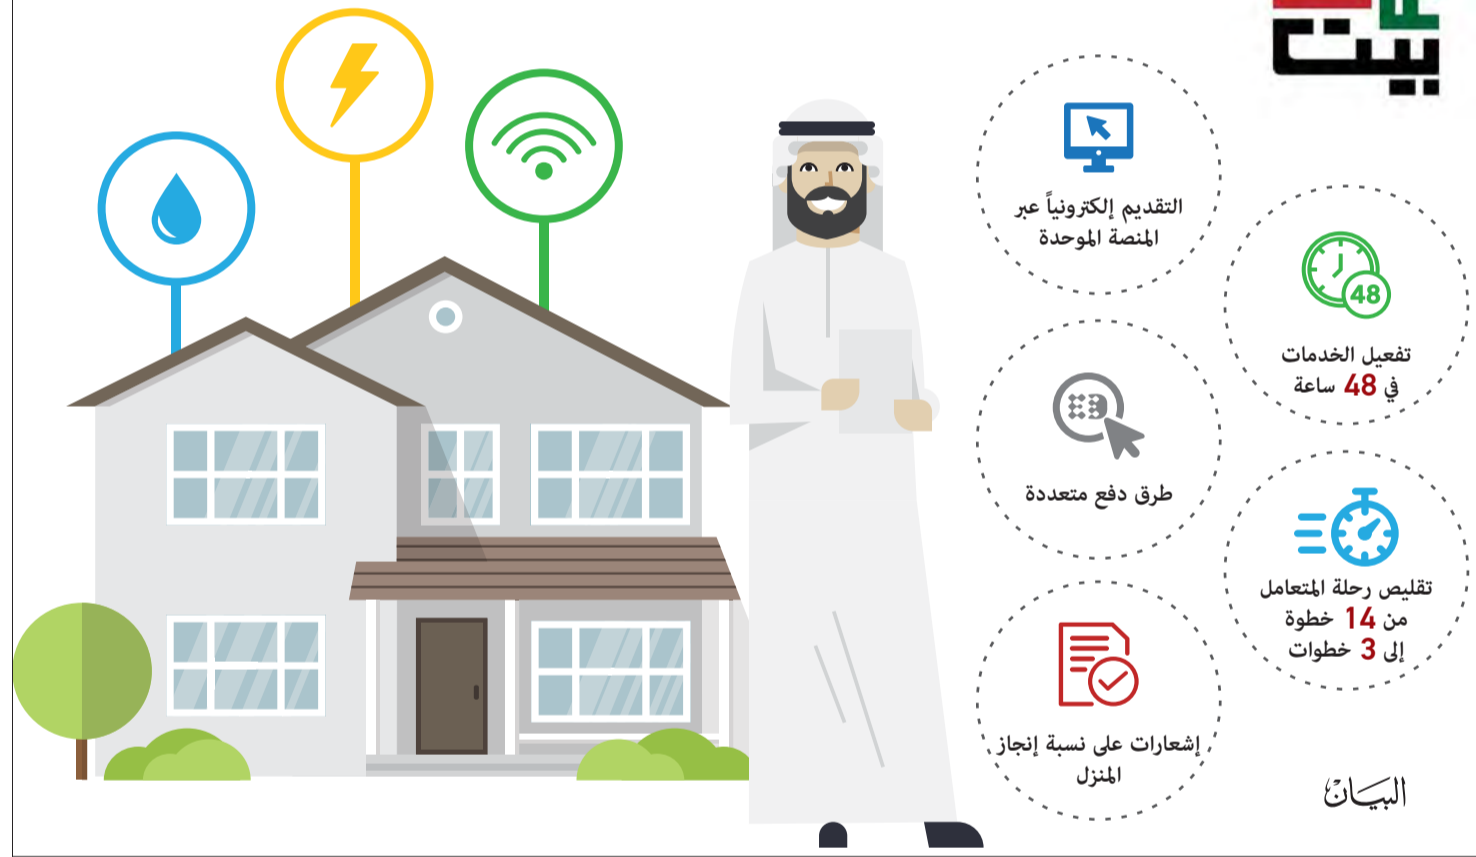 بيت
التقديم إلكترونياً عبر
المنصة الموحدة
48
تفعيل الخدمات
في 48 ساعة
طرق دفع متعددة
تقليص رحلة المتعامل
من 14 خطوة
إلى 3 خطوات
إشعارات على نسبة إنجاز
المنزل
البيان